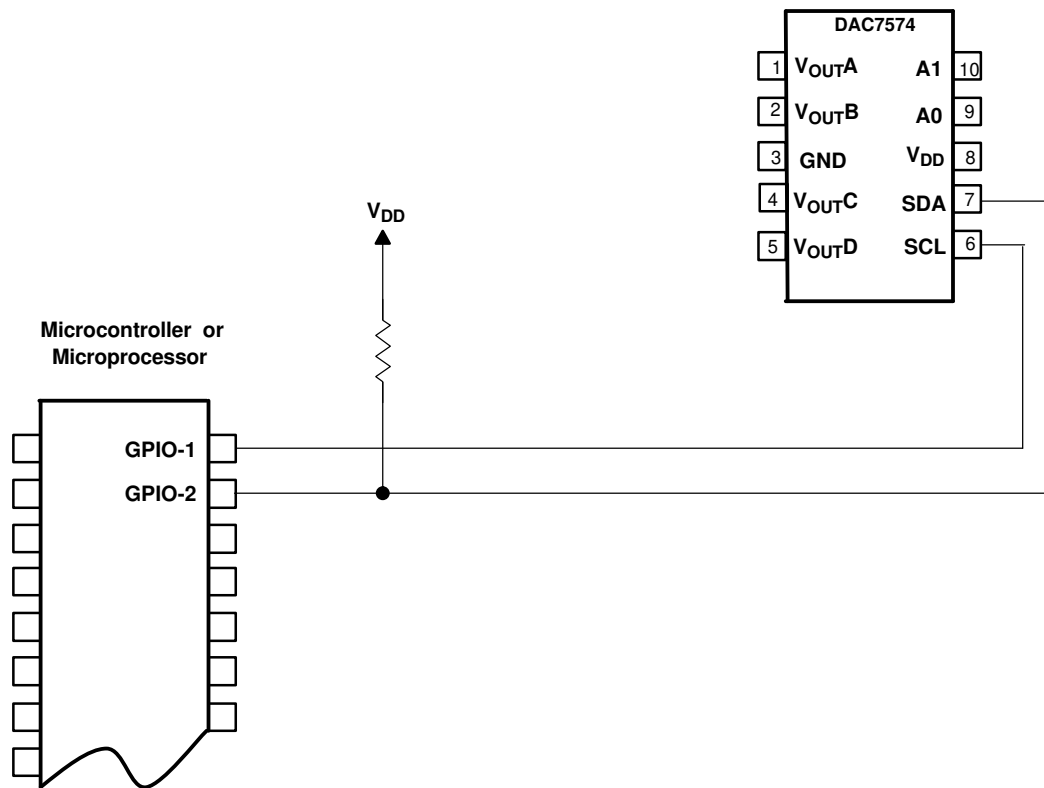 DAC7574
1 VOUTA A1 10
2 VOUTB A0 9
3 GND VDD 8
4 VOUTC SDA 7
5 VOUTD SCL 6
VDD
Microcontroller or
Microprocessor
GPIO-1
GPIO-2